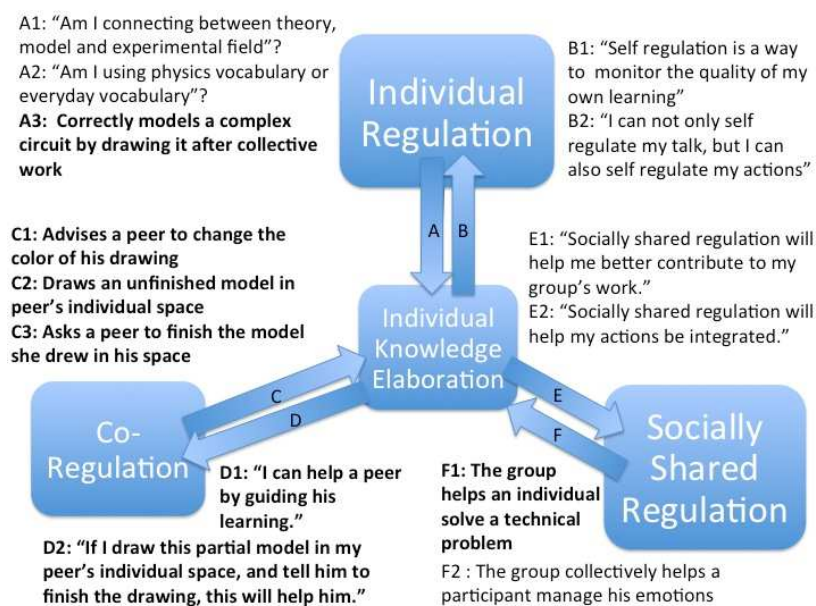 A1: “Am I connecting between theory,
model and experimental field”?
A2: “Am I using physics vocabulary or
everyday vocabulary”?
A3: Correctly models a complex
circuit by drawing it after collective
work
Individual
Regulation
B1: “Self regulation is a way
to monitor the quality of my
own learning”
B2: “I can not only self
regulate my talk, but I can
also self regulate my actions”
A
B
C1: Advises a peer to change the
color of his drawing
C2: Draws an unfinished model in
peer’s individual space
C3: Asks a peer to finish the model
she drew in his space
Individual
Knowledge
Elaboration
E1: “Socially shared regulation will
help me better contribute to my
group’s work.”
E2: “Socially shared regulation will
help my actions be integrated.”
C
D
E
F
Co-
Regulation
Socially
Shared
Regulation
D1: “I can help a peer
by guiding his
learning.”
D2: “If I draw this partial model in my
peer’s individual space, and tell him to
finish the drawing, this will help him.”
F1: The group
helps an individual
solve a technical
problem
F2 : The group collectively helps a
participant manage his emotions